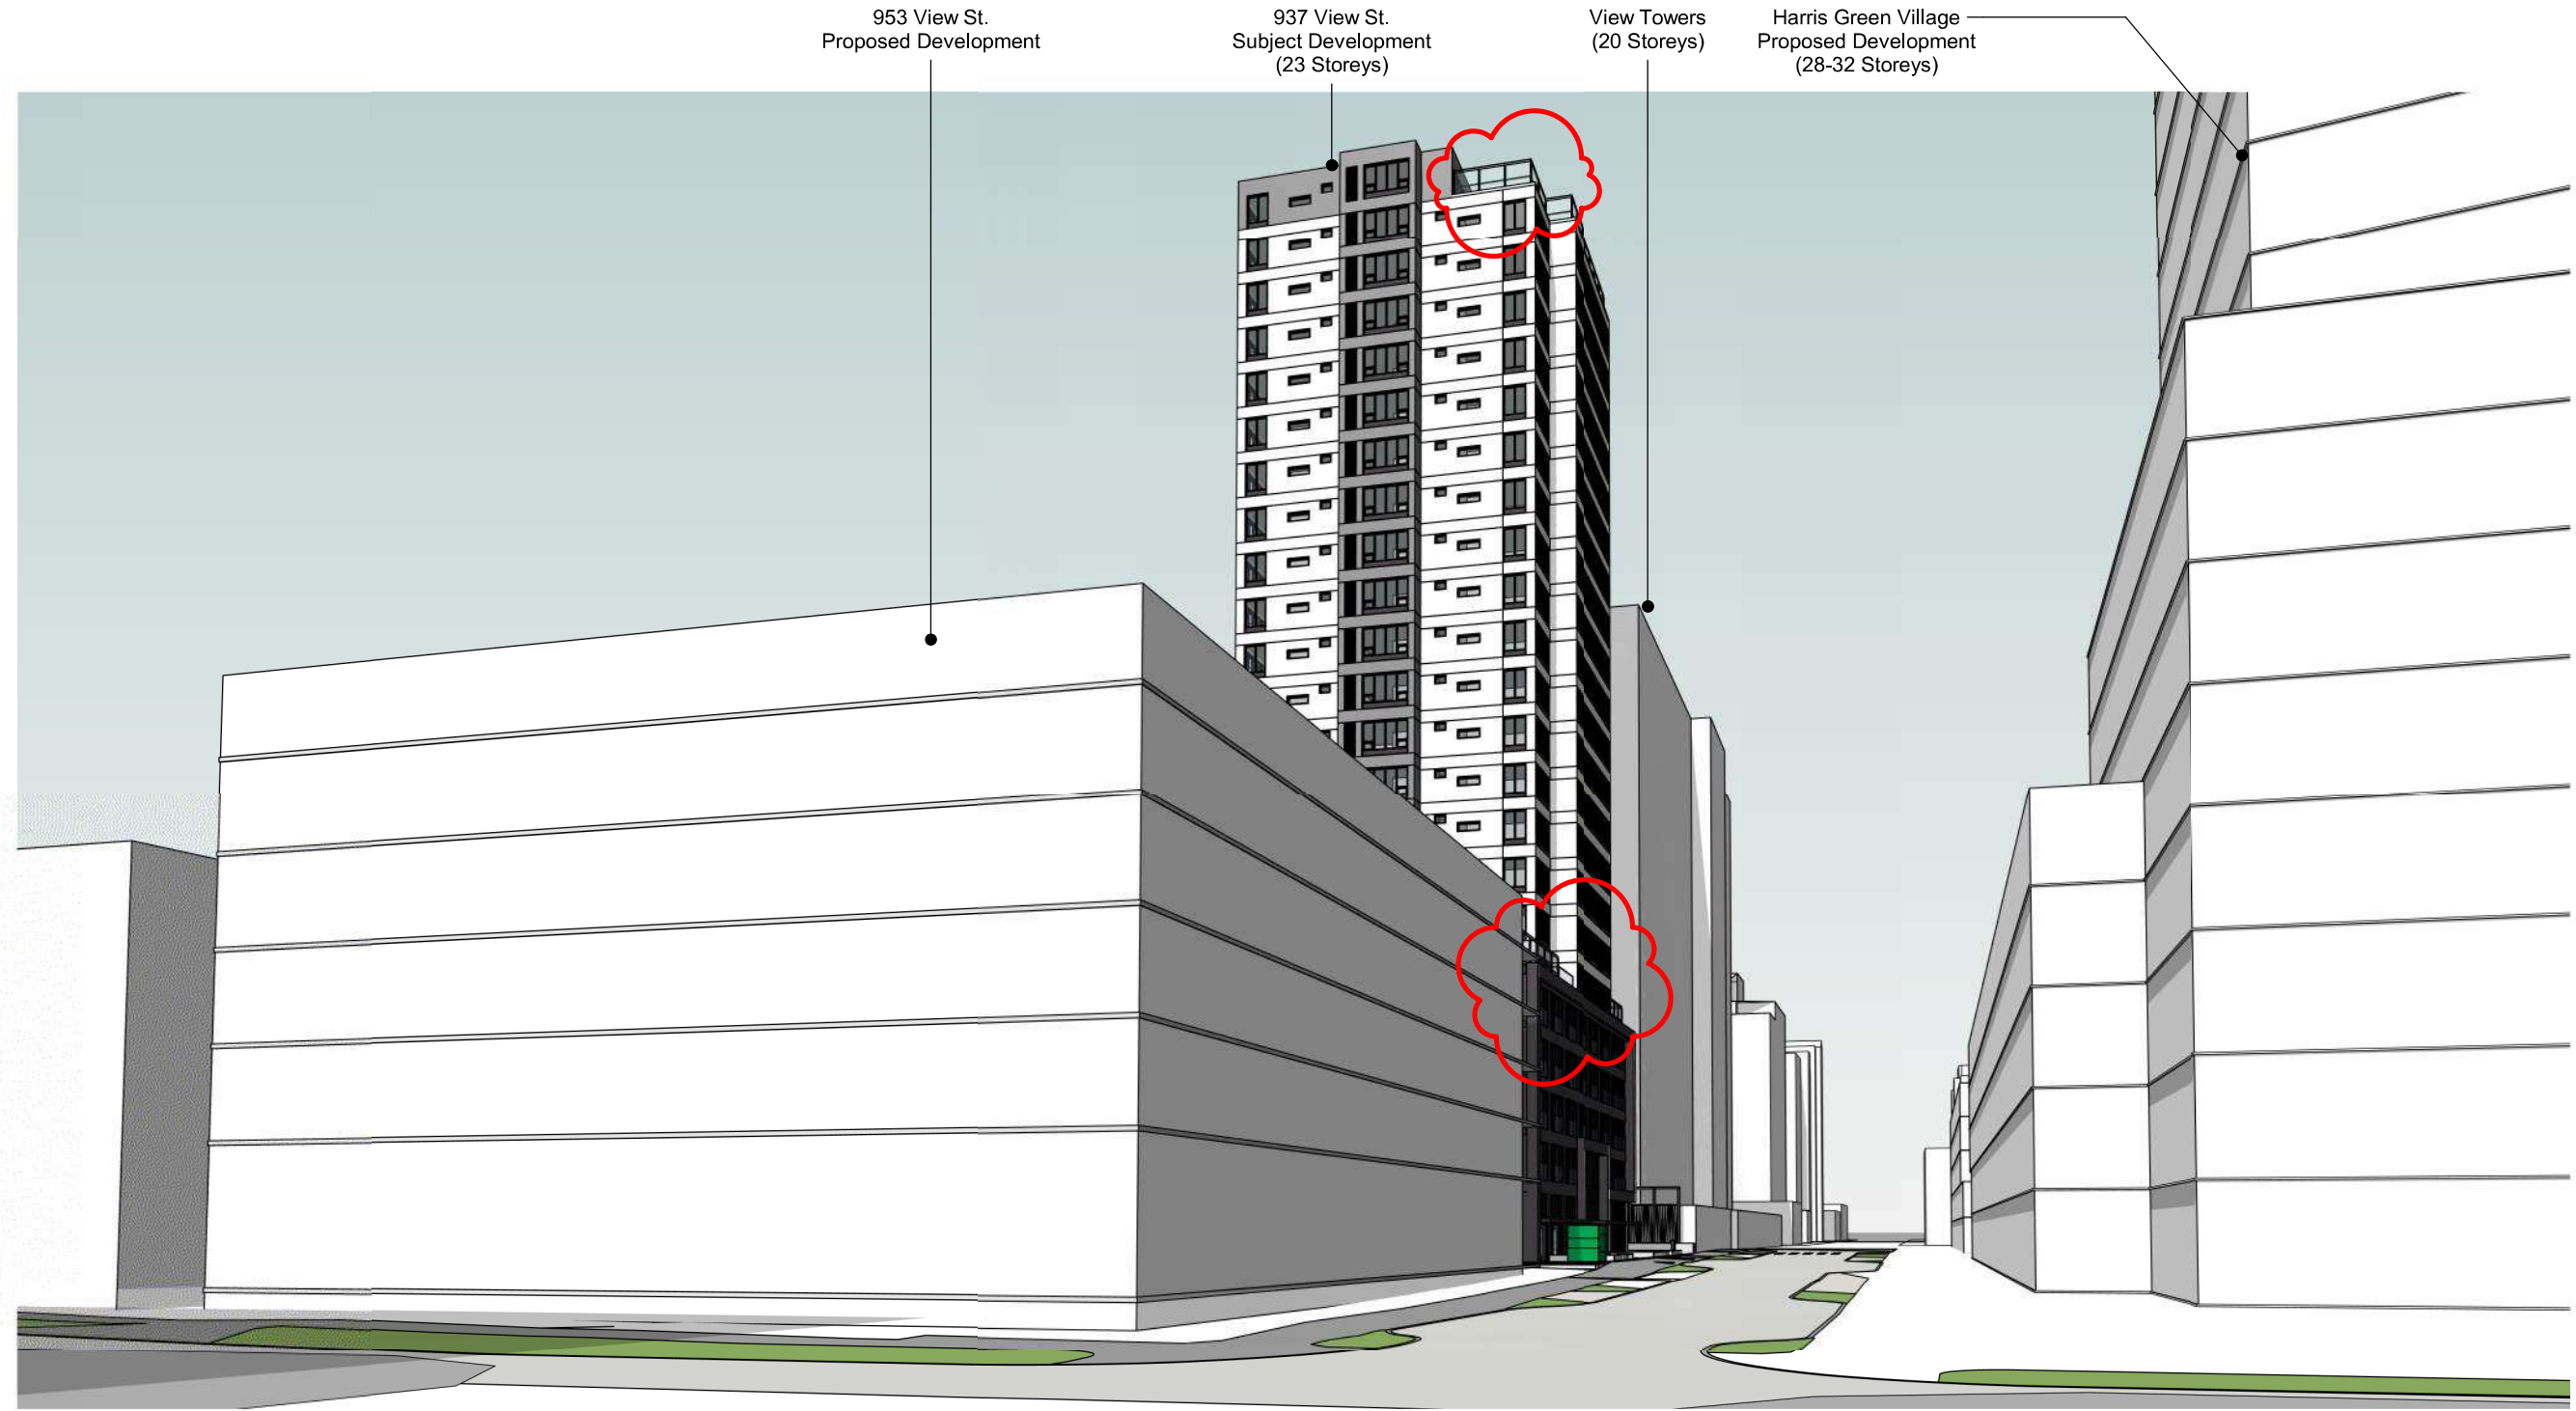 953 View St.
Proposed Development
937 View St.
Subject Development
(23 Storeys)
View Towers
(20 Storeys)
Harris Green Village
Proposed Development
(28-32 Storeys)